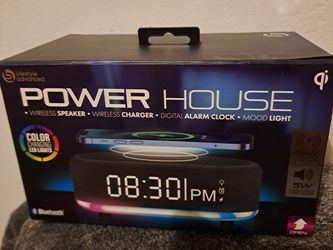 lifestyle
advanced
POWER HOUSE
• WIRELESS SPEAKER • WIRELESS CHARGER • DIGITAL ALARM CLOCK • MOOD LIGHT
COLOR
CHANGING
LED LIGHTS
08:30 PM
5W
Bluetooth
OPEN